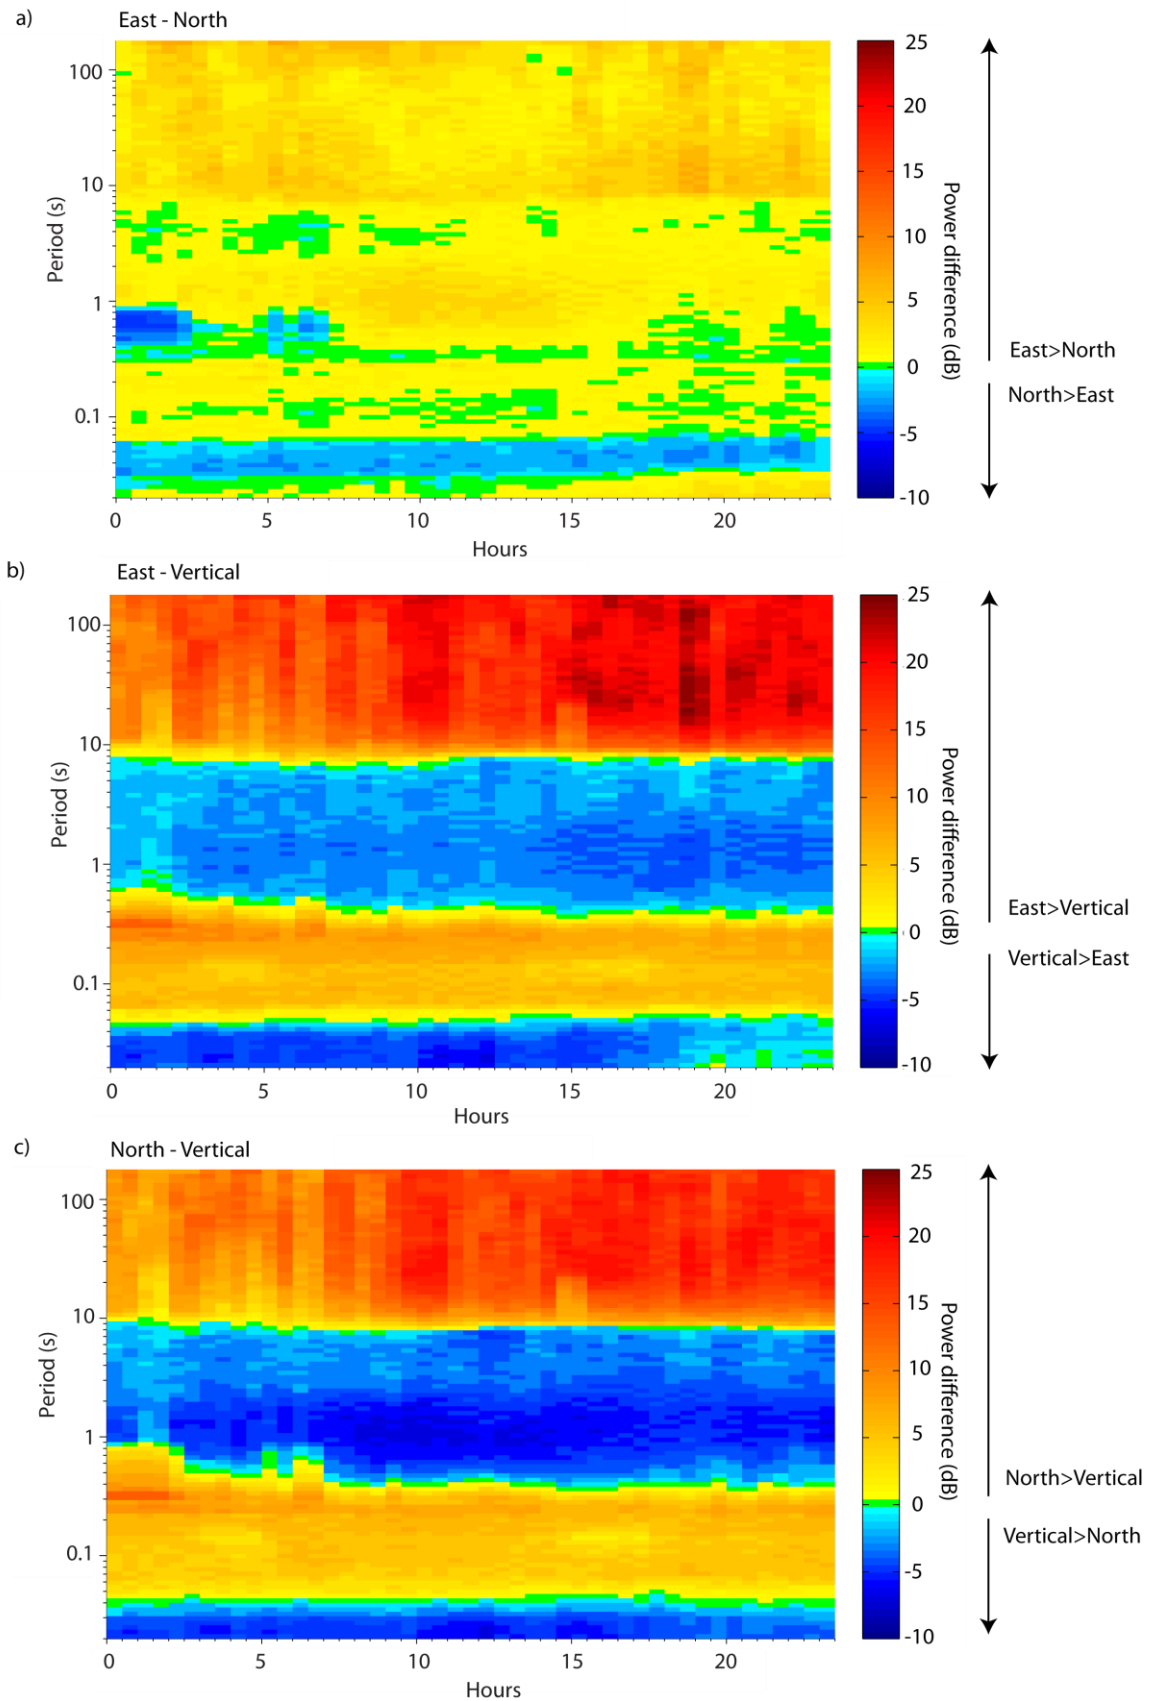 a)
East - North
100
10
1
0.1
Period (s)
0
5
10
15
20
Hours
25
20
15
10
5
0
-5
-10
Power difference (dB)
East>North
North>East
b)
East - Vertical
100
10
1
0.1
Period (s)
0
5
10
15
20
Hours
25
20
15
10
5
0
-5
-10
Power difference (dB)
East>Vertical
Vertical>East
c)
North - Vertical
100
10
1
0.1
Period (s)
0
5
10
15
20
Hours
25
20
15
10
5
0
-5
-10
Power difference (dB)
North>Vertical
Vertical>North